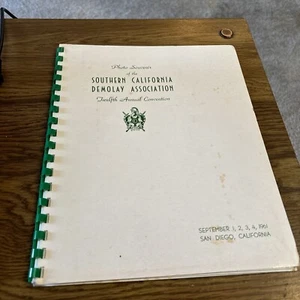 Photo Souvenir
of the
SOUTHERN CALIFORNIA
DEMOLAY ASSOCIATION
Twelfth Annual Convention
SEPTEMBER 1, 2, 3, 4, 1961
SAN DIEGO, CALIFORNIA